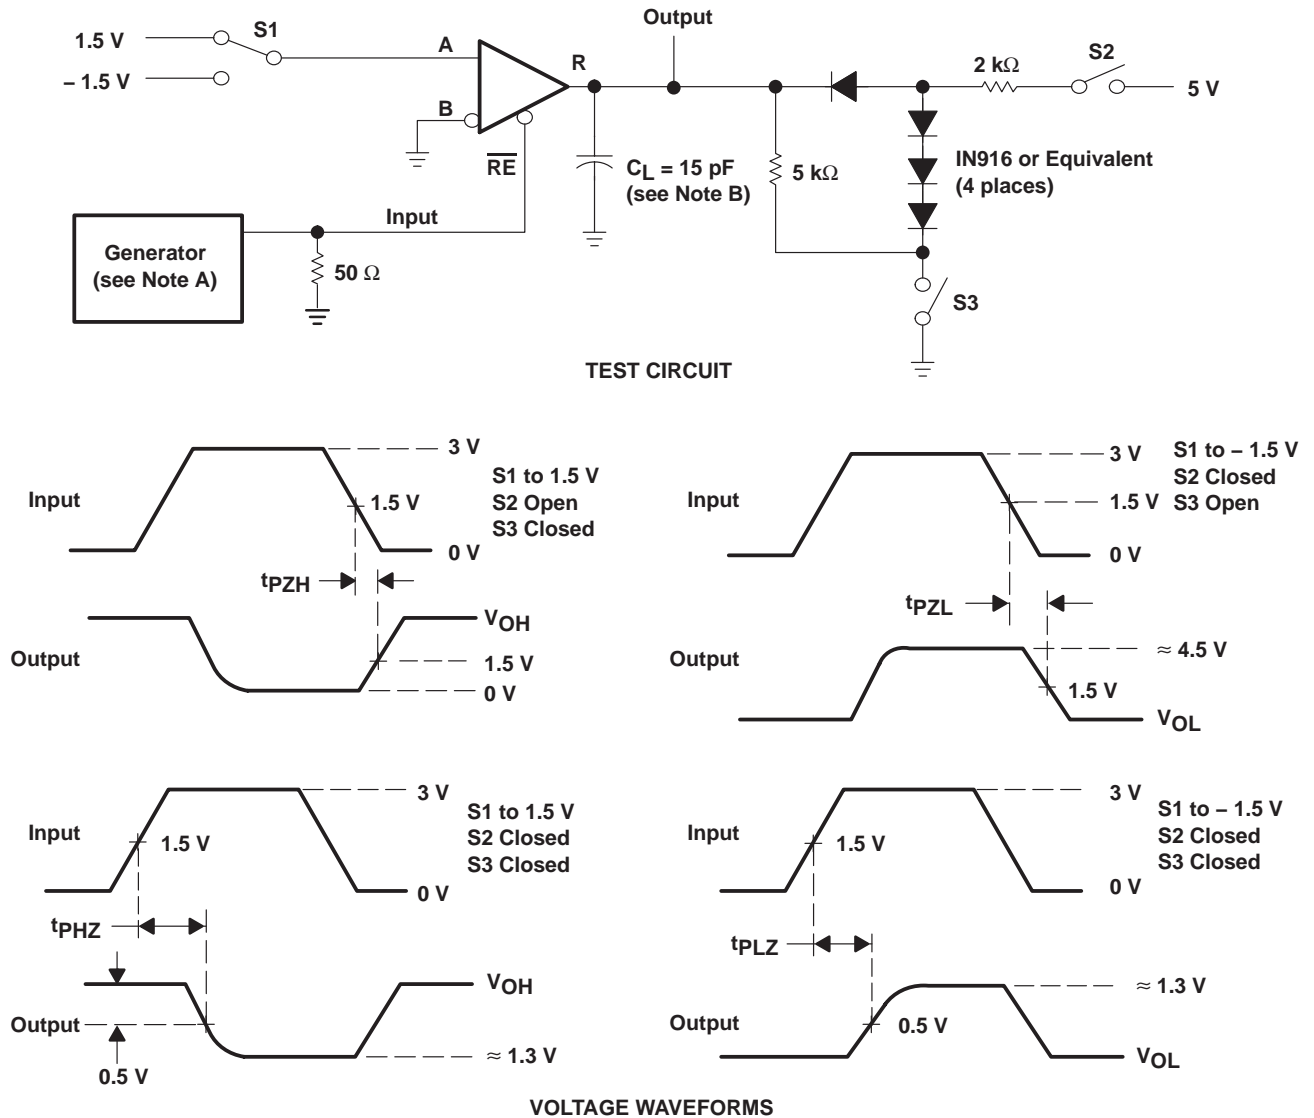 Output
1.5 V
S1
– 1.5 V
A
B
R
RE
2 kΩ
S2
5 V
CL = 15 pF
(see Note B)
5 kΩ
IN916 or Equivalent
(4 places)
Generator
(see Note A)
Input
50 Ω
S3
TEST CIRCUIT
Input
3 V
1.5 V
0 V
S1 to 1.5 V
S2 Open
S3 Closed
tPZH
Output
VOH
1.5 V
0 V
Input
3 V
1.5 V
0 V
S1 to – 1.5 V
S2 Closed
S3 Open
tPZL
Output
≈ 4.5 V
1.5 V
VOL
Input
3 V
1.5 V
0 V
S1 to 1.5 V
S2 Closed
S3 Closed
tPHZ
Output
VOH
0.5 V
≈ 1.3 V
Input
3 V
1.5 V
0 V
S1 to – 1.5 V
S2 Closed
S3 Closed
tPLZ
Output
≈ 1.3 V
0.5 V
VOL
VOLTAGE WAVEFORMS